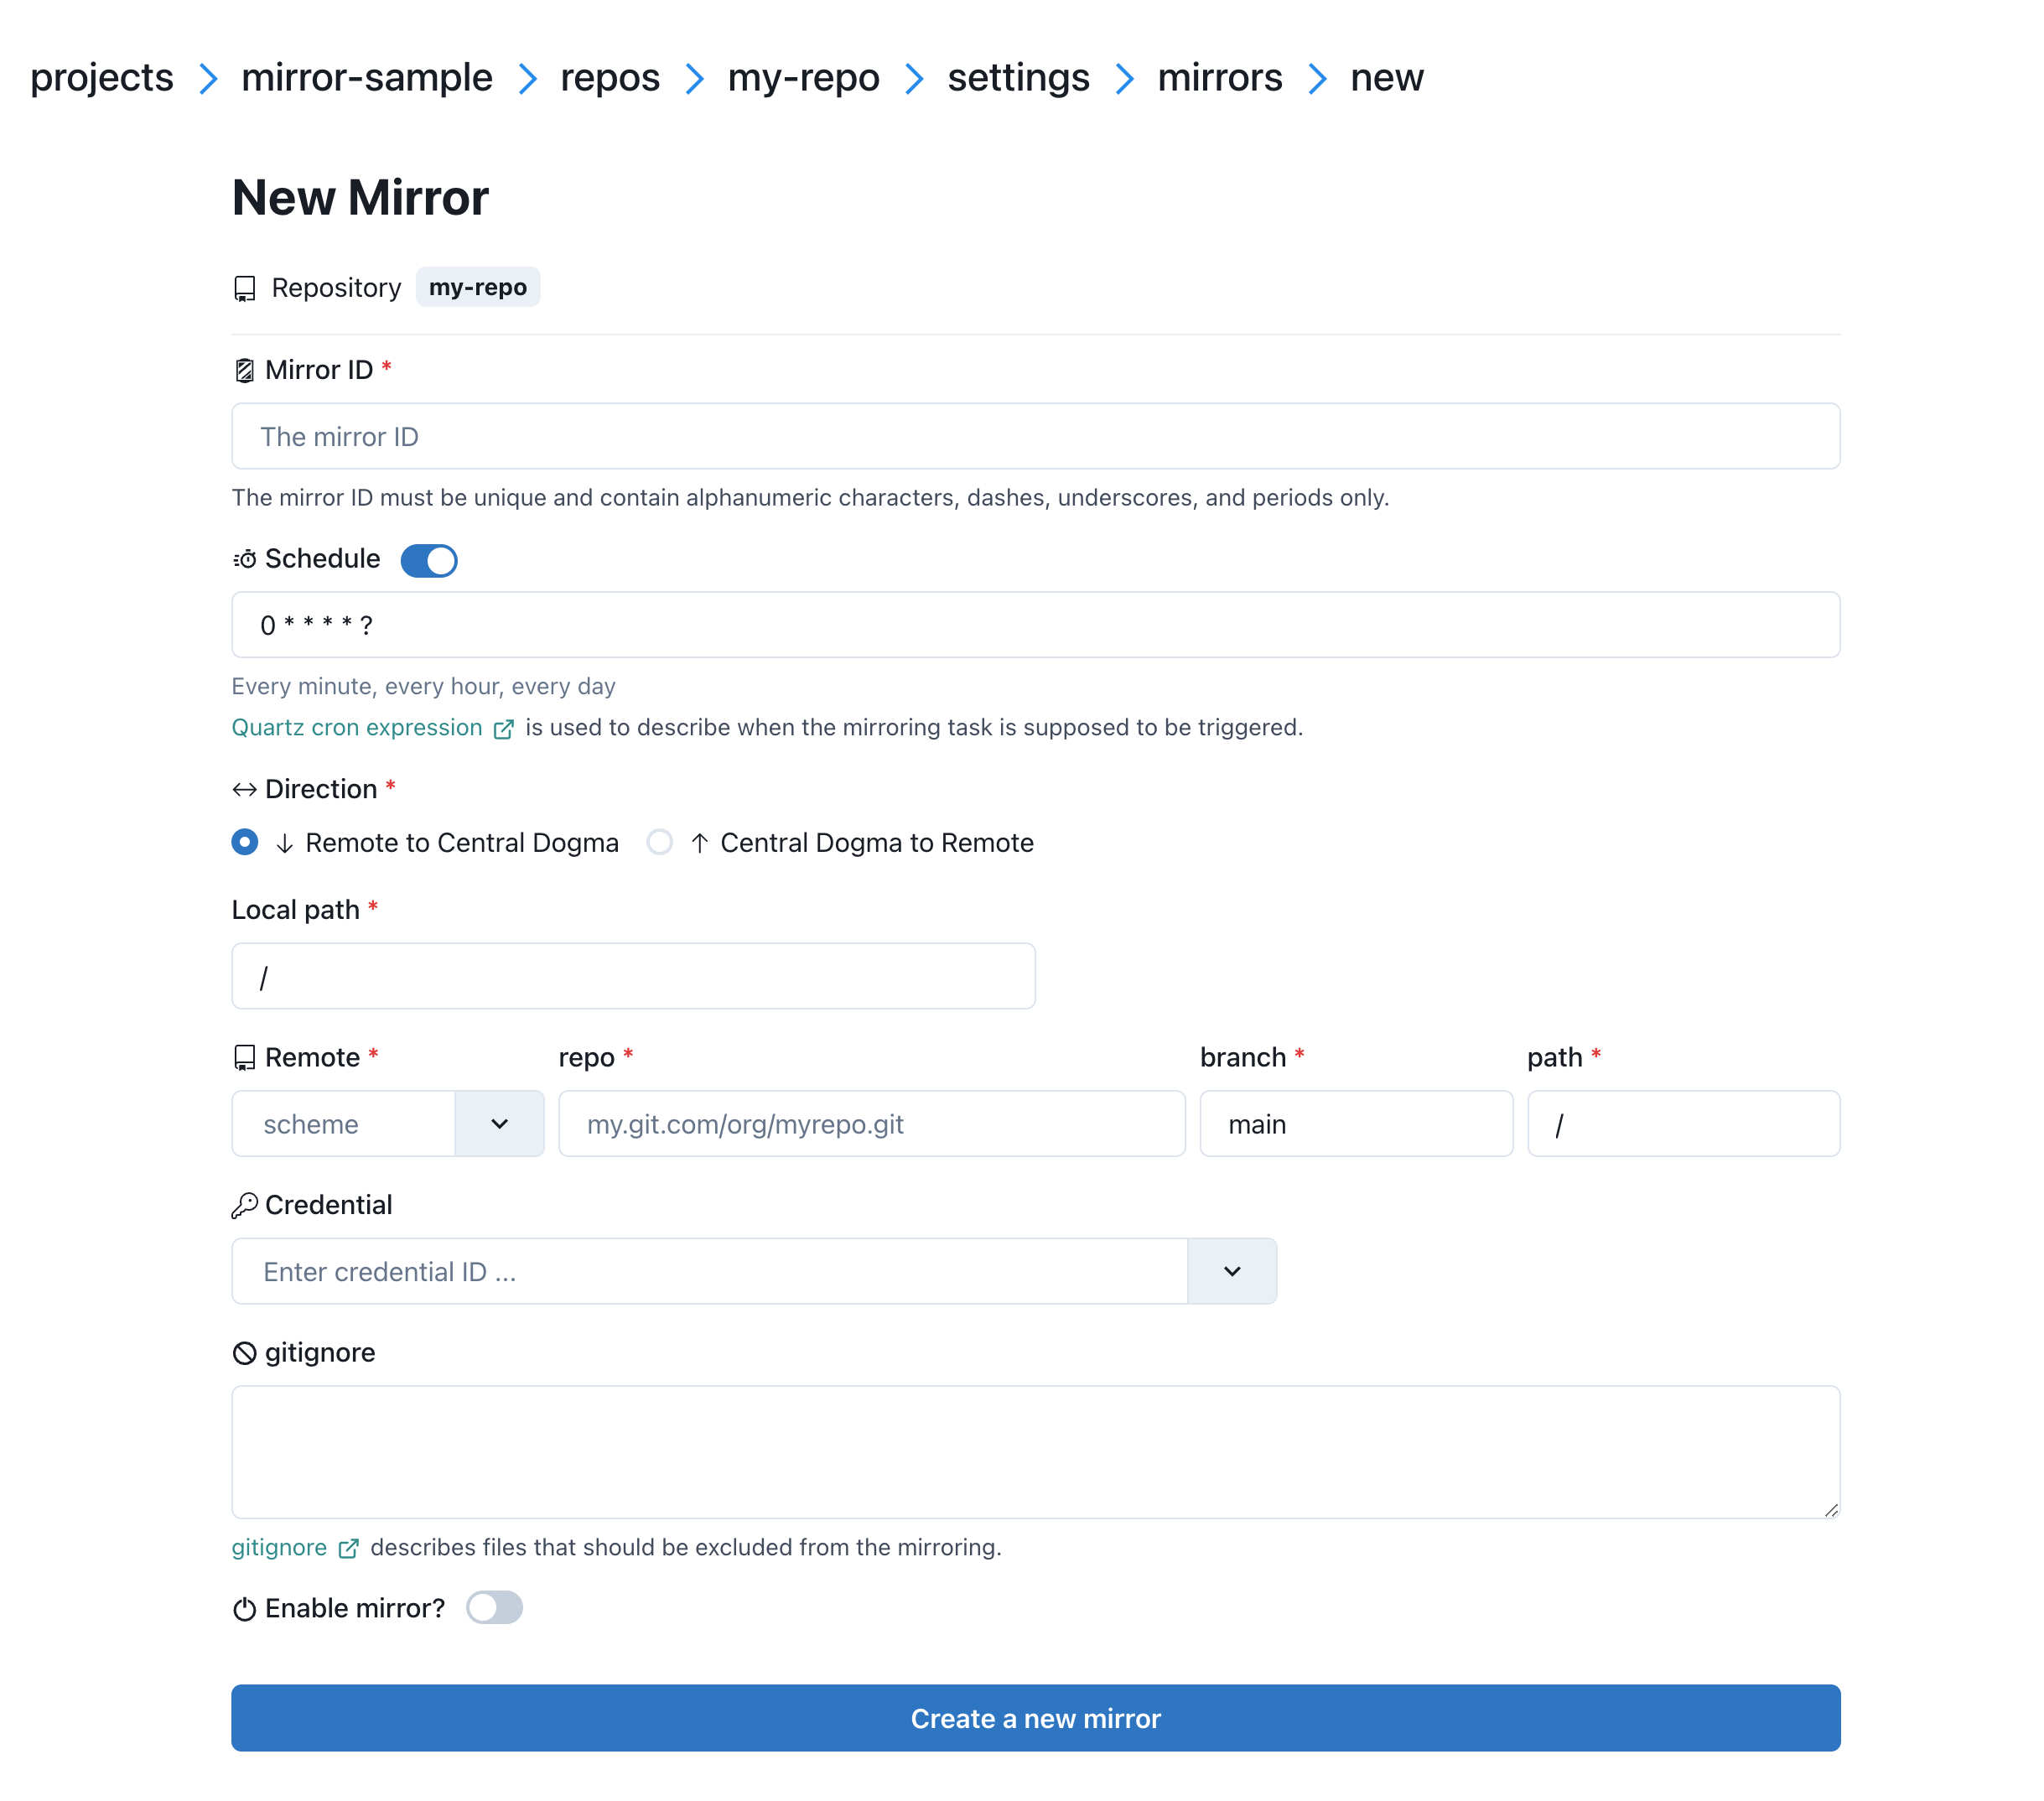 projects > mirror-sample > repos > my-repo > settings > mirrors > new
New Mirror
Repository my-repo
Mirror ID *
The mirror ID
The mirror ID must be unique and contain alphanumeric characters, dashes, underscores, and periods only.
Schedule
0 * * * * ?
Every minute, every hour, every day
Quartz cron expression is used to describe when the mirroring task is supposed to be triggered.
Direction *
↓ Remote to Central Dogma ↑ Central Dogma to Remote
Local path *
/
Remote * repo * branch * path *
scheme my.git.com/org/myrepo.git main /
Credential
Enter credential ID ...
gitignore
gitignore describes files that should be excluded from the mirroring.
Enable mirror?
Create a new mirror